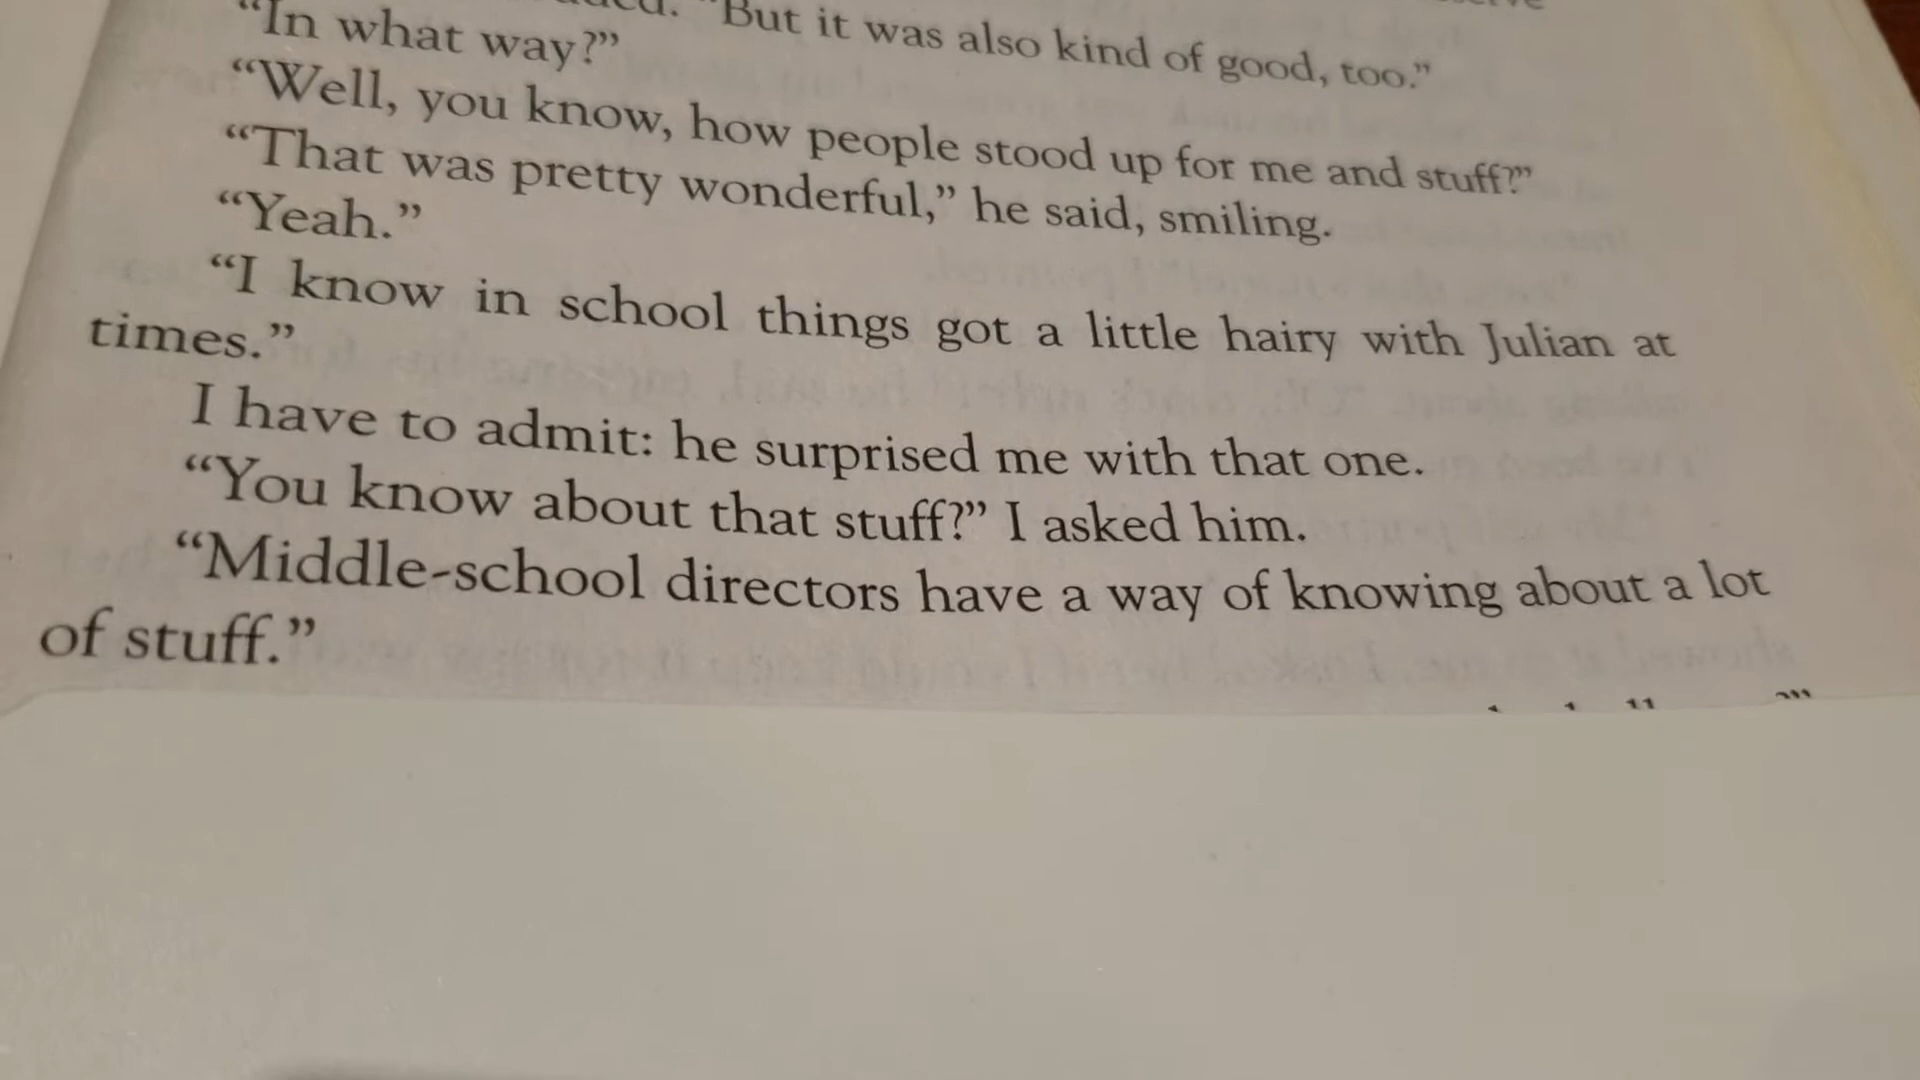 "But it was also kind of good, too."
"In what way?"
"Well, you know, how people stood up for me and stuff?"
"That was pretty wonderful," he said, smiling.
"Yeah."
"I know in school things got a little hairy with Julian at
times."
I have to admit: he surprised me with that one.
"You know about that stuff?" I asked him.
"Middle-school directors have a way of knowing about a lot
of stuff."